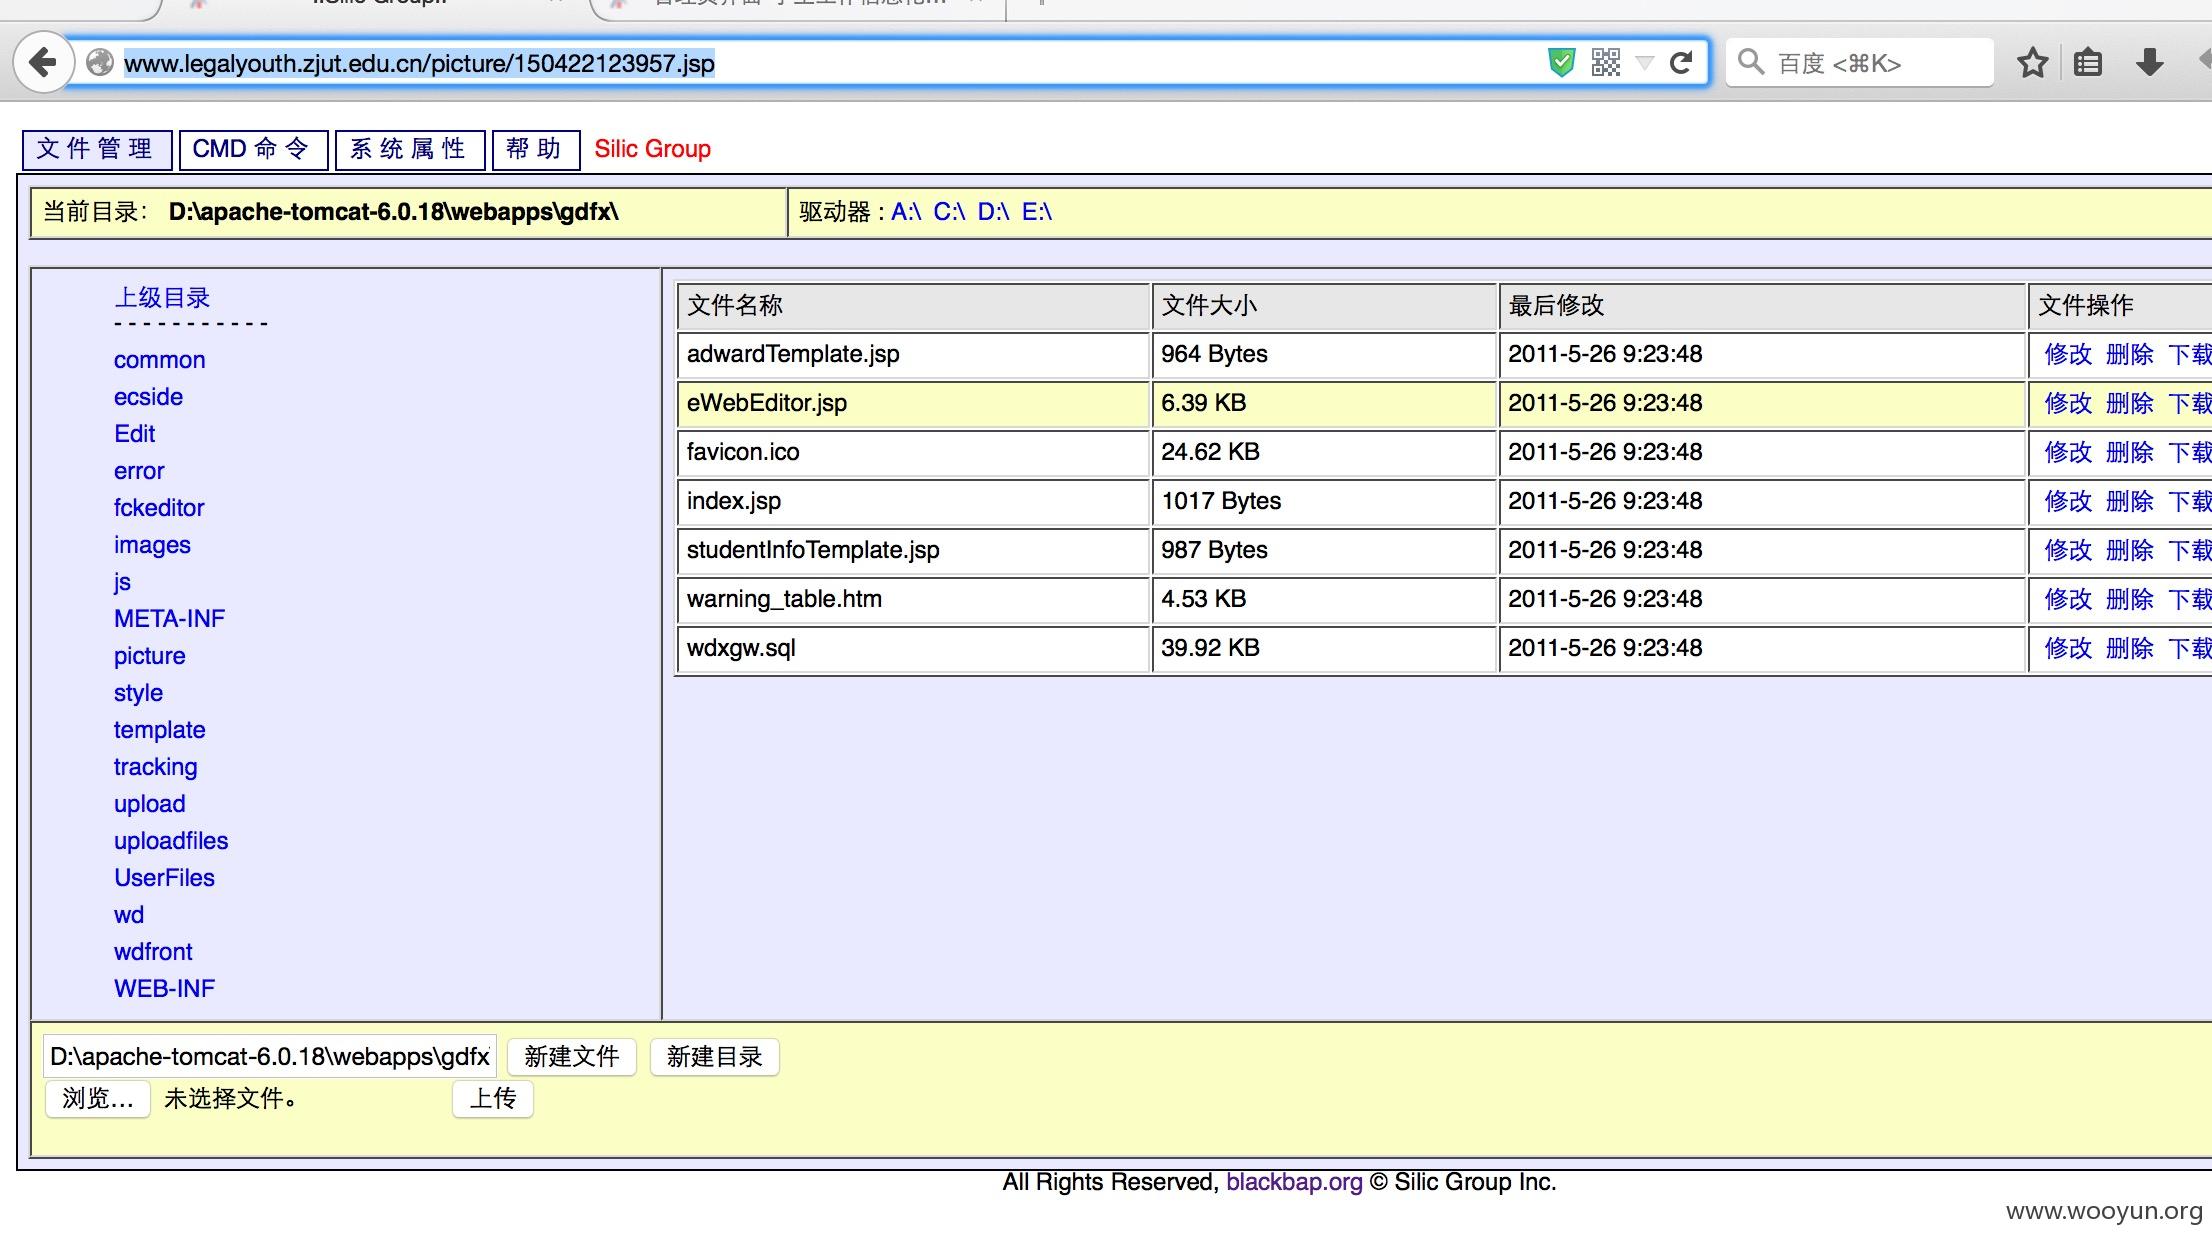 www.legalyouth.zjut.edu.cn/picture/150422123957.jsp
百度 <⌘K>
文件管理 CMD 命令 系统属性 帮助 Silic Group
当前目录： D:\apache-tomcat-6.0.18\webapps\gdfx\ 驱动器 : A:\ C:\ D:\ E:\
上级目录
- - - - - - - - - - -
common
ecside
Edit
error
fckeditor
images
js
META-INF
picture
style
template
tracking
upload
uploadfiles
UserFiles
wd
wdfront
WEB-INF
文件名称 文件大小 最后修改 文件操作
adwardTemplate.jsp 964 Bytes 2011-5-26 9:23:48 修改 删除 下载
eWebEditor.jsp 6.39 KB 2011-5-26 9:23:48 修改 删除 下载
favicon.ico 24.62 KB 2011-5-26 9:23:48 修改 删除 下载
index.jsp 1017 Bytes 2011-5-26 9:23:48 修改 删除 下载
studentInfoTemplate.jsp 987 Bytes 2011-5-26 9:23:48 修改 删除 下载
warning_table.htm 4.53 KB 2011-5-26 9:23:48 修改 删除 下载
wdxgw.sql 39.92 KB 2011-5-26 9:23:48 修改 删除 下载
D:\apache-tomcat-6.0.18\webapps\gdfx 新建文件 新建目录
浏览... 未选择文件。 上传
All Rights Reserved, blackbap.org © Silic Group Inc.
www.wooyun.org